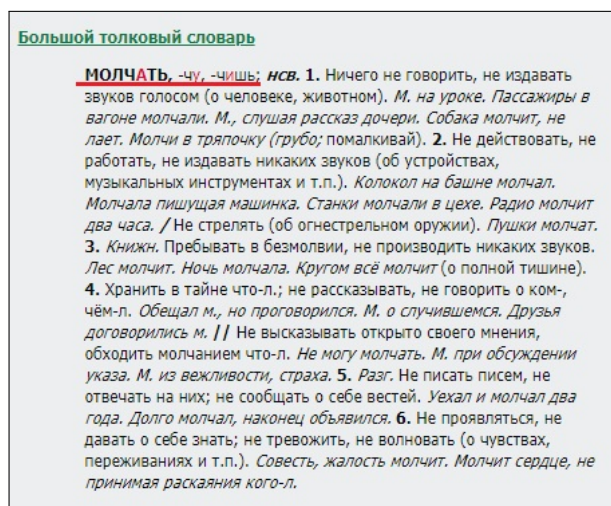 Большой толковый словарь
МОЛЧАТЬ, -чу, -чишь; нсв. 1. Ничего не говорить, не издавать
звуков голосом (о человеке, животном). М. на уроке. Пассажиры в
вагоне молчали. М., слушая рассказ дочери. Собака молчит, не
лает. Молчи в тряпочку (грубо; помалкивай). 2. Не действовать, не
работать, не издавать никаких звуков (об устройствах,
музыкальных инструментах и т.п.). Колокол на башне молчал.
Молчала пишущая машинка. Станки молчали в цехе. Радио молчит
два часа. / Не стрелять (об огнестрельном оружии). Пушки молчат.
3. Книжн. Пребывать в безмолвии, не производить никаких звуков.
Лес молчит. Ночь молчала. Кругом всё молчит (о полной тишине).
4. Хранить в тайне что-л.; не рассказывать, не говорить о ком-,
чём-л. Обещал м., но проговорился. М. о случившемся. Друзья
договорились м. // Не высказывать открыто своего мнения,
обходить молчанием что-л. Не могу молчать. М. при обсуждении
указа. М. из вежливости, страха. 5. Разг. Не писать писем, не
отвечать на них; не сообщать о себе вестей. Уехал и молчал два
года. Долго молчал, наконец объявился. 6. Не проявляться, не
давать о себе знать; не тревожить, не волновать (о чувствах,
переживаниях и т.п.). Совесть, жалость молчит. Молчит сердце, не
принимая раскаяния кого-л.